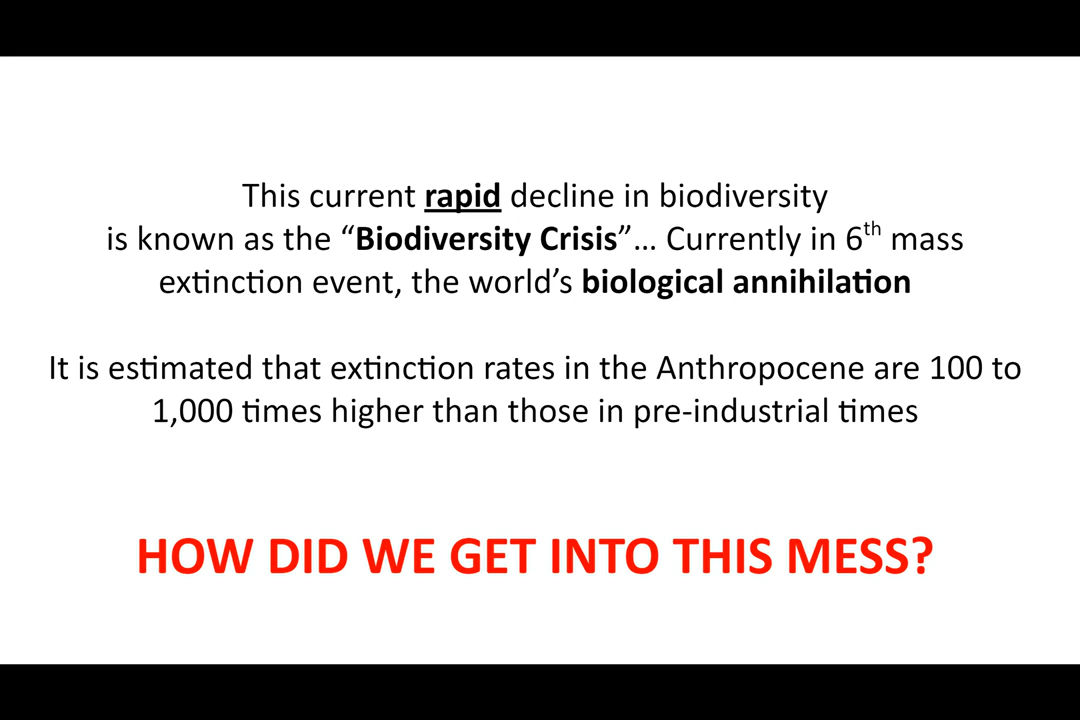 This current rapid decline in biodiversity
is known as the “Biodiversity Crisis”... Currently in 6th mass
extinction event, the world’s biological annihilation
It is estimated that extinction rates in the Anthropocene are 100 to
1,000 times higher than those in pre-industrial times
HOW DID WE GET INTO THIS MESS?